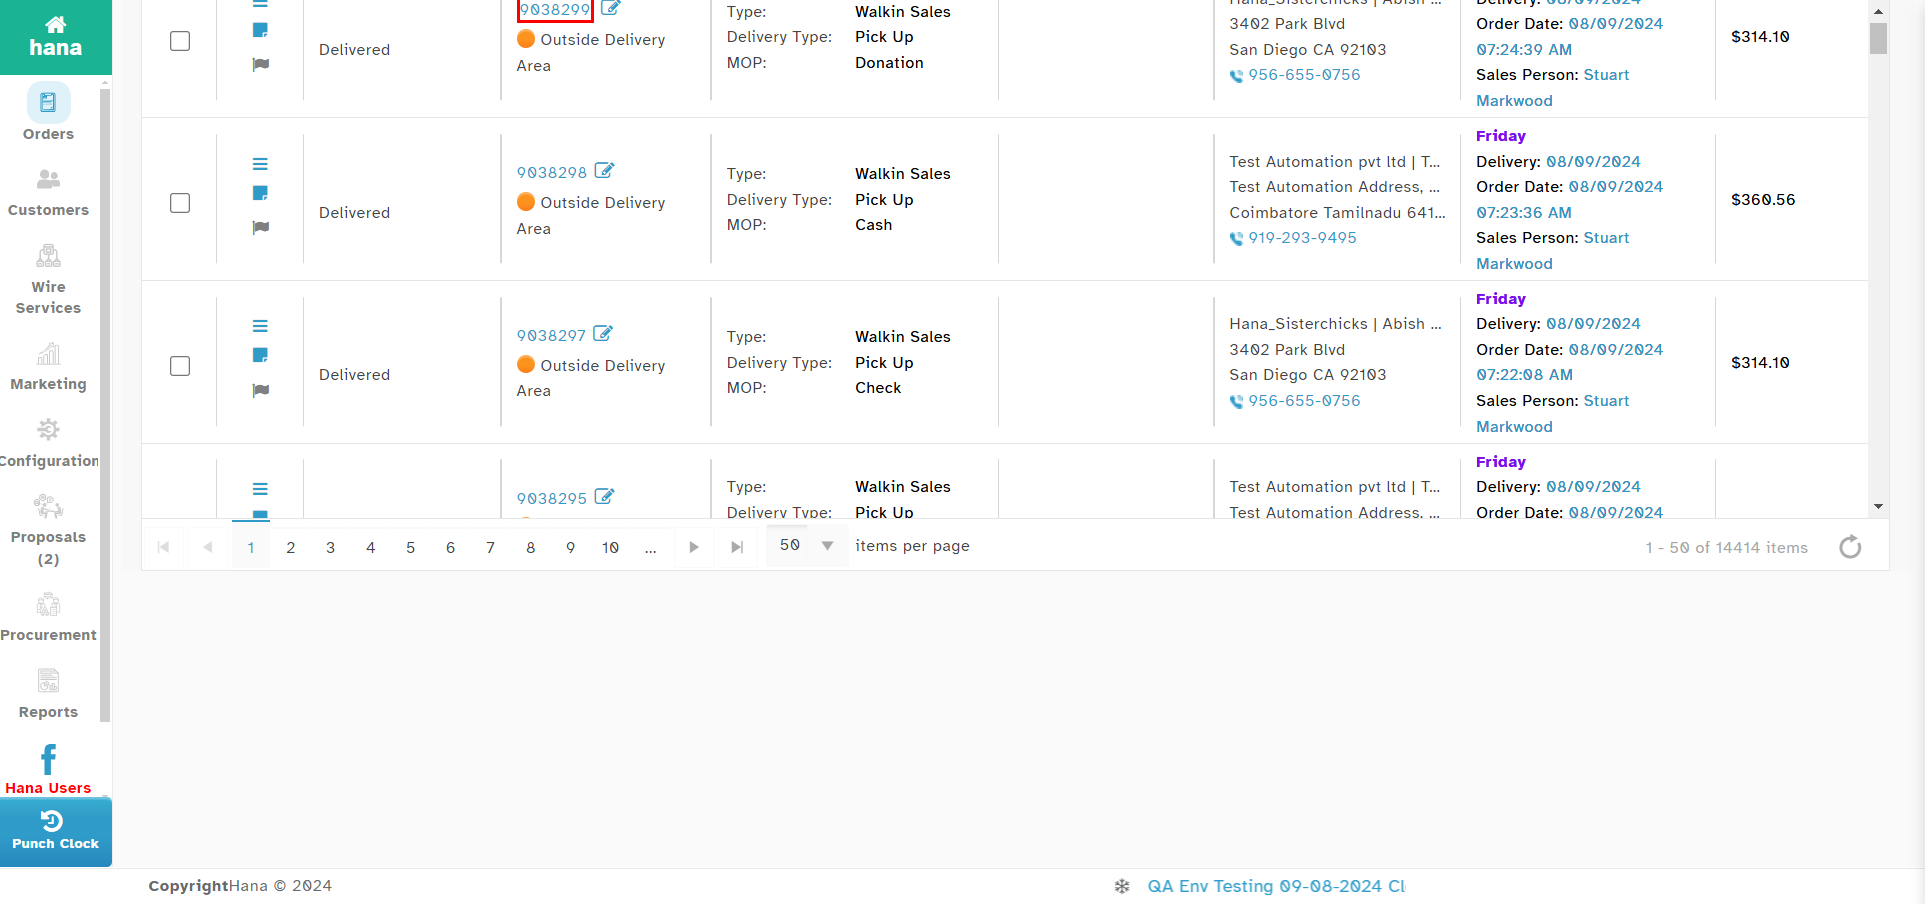 hana
Orders
Customers
Wire
Services
Marketing
Configuration
Proposals
(2)
Procurement
Reports
Hana Users
Punch Clock
Delivered
9038299
Outside Delivery
Area
Type: Walkin Sales
Delivery Type: Pick Up
MOP: Donation
Hana_Sisterchicks | Abish ...
3402 Park Blvd
San Diego CA 92103
956-655-0756
Delivery: 08/09/2024
Order Date: 08/09/2024
07:24:39 AM
Sales Person: Stuart
Markwood
$314.10
Delivered
9038298
Outside Delivery
Area
Type: Walkin Sales
Delivery Type: Pick Up
MOP: Cash
Test Automation pvt ltd | T...
Test Automation Address, ...
Coimbatore Tamilnadu 641...
919-293-9495
Friday
Delivery: 08/09/2024
Order Date: 08/09/2024
07:23:36 AM
Sales Person: Stuart
Markwood
$360.56
Delivered
9038297
Outside Delivery
Area
Type: Walkin Sales
Delivery Type: Pick Up
MOP: Check
Hana_Sisterchicks | Abish ...
3402 Park Blvd
San Diego CA 92103
956-655-0756
Friday
Delivery: 08/09/2024
Order Date: 08/09/2024
07:22:08 AM
Sales Person: Stuart
Markwood
$314.10
9038295
Type: Walkin Sales
Delivery Type: Pick Up
Test Automation pvt ltd | T...
Test Automation Address, ...
Friday
Delivery: 08/09/2024
Order Date: 08/09/2024
1 2 3 4 5 6 7 8 9 10 ... 50 items per page
1 - 50 of 14414 items
CopyrightHana © 2024
QA Env Testing 09-08-2024 Cl